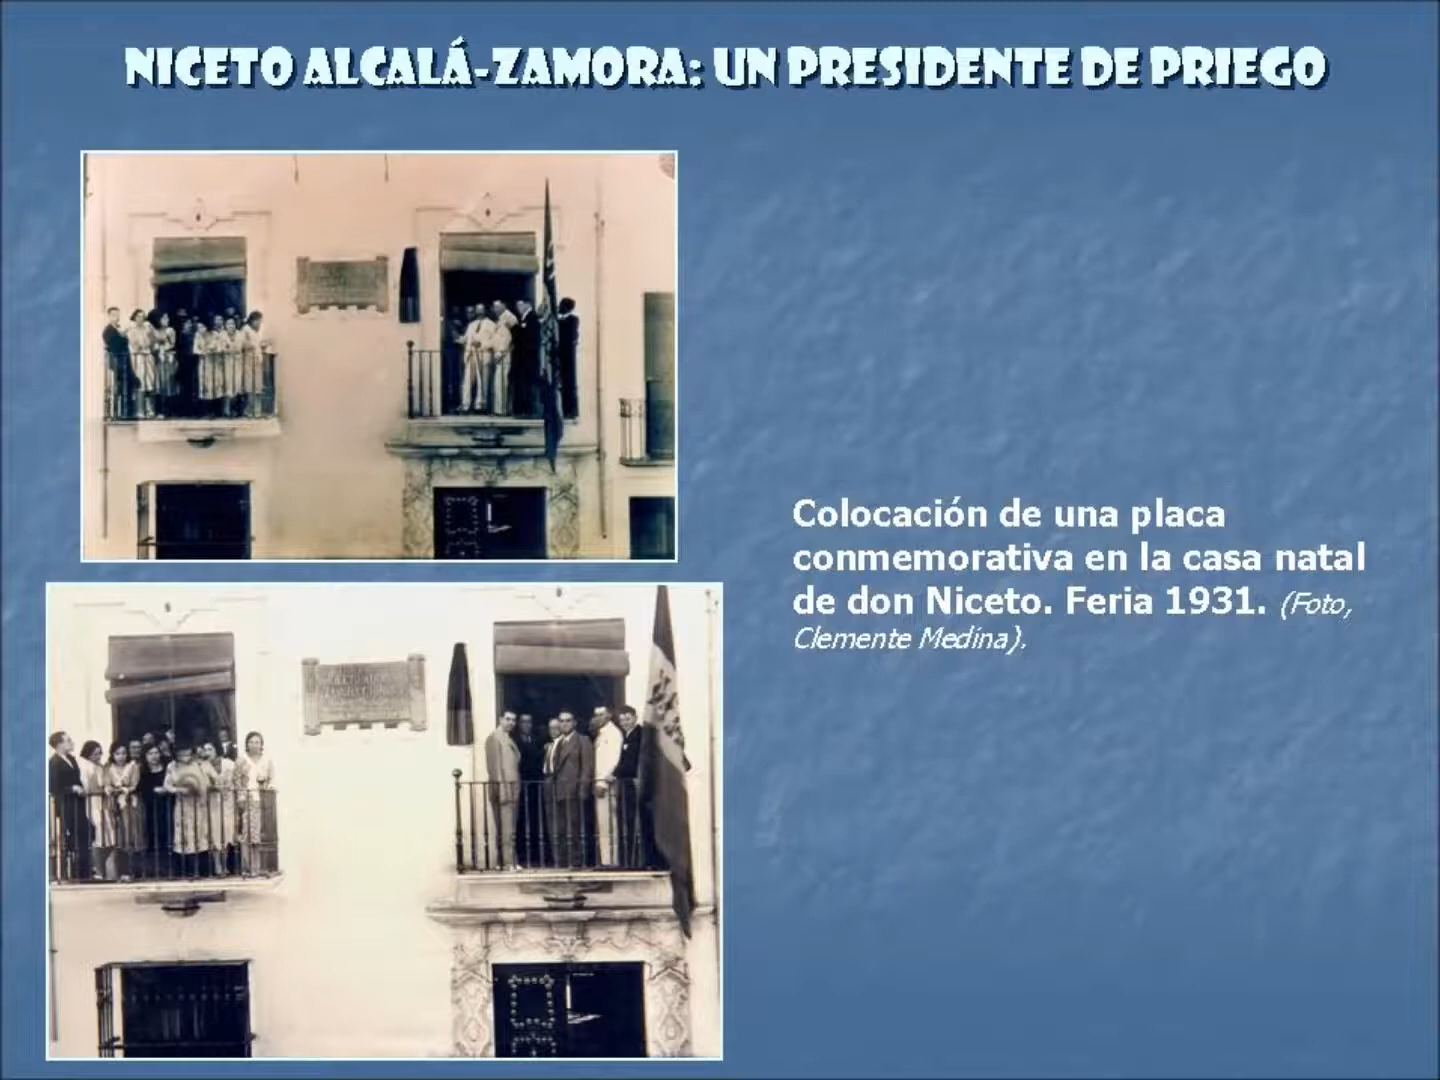 NICETO ALCALÁ-ZAMORA: UN PRESIDENTE DE PRIEGO
Colocación de una placa
conmemorativa en la casa natal
de don Niceto. Feria 1931. (Foto,
Clemente Medina).